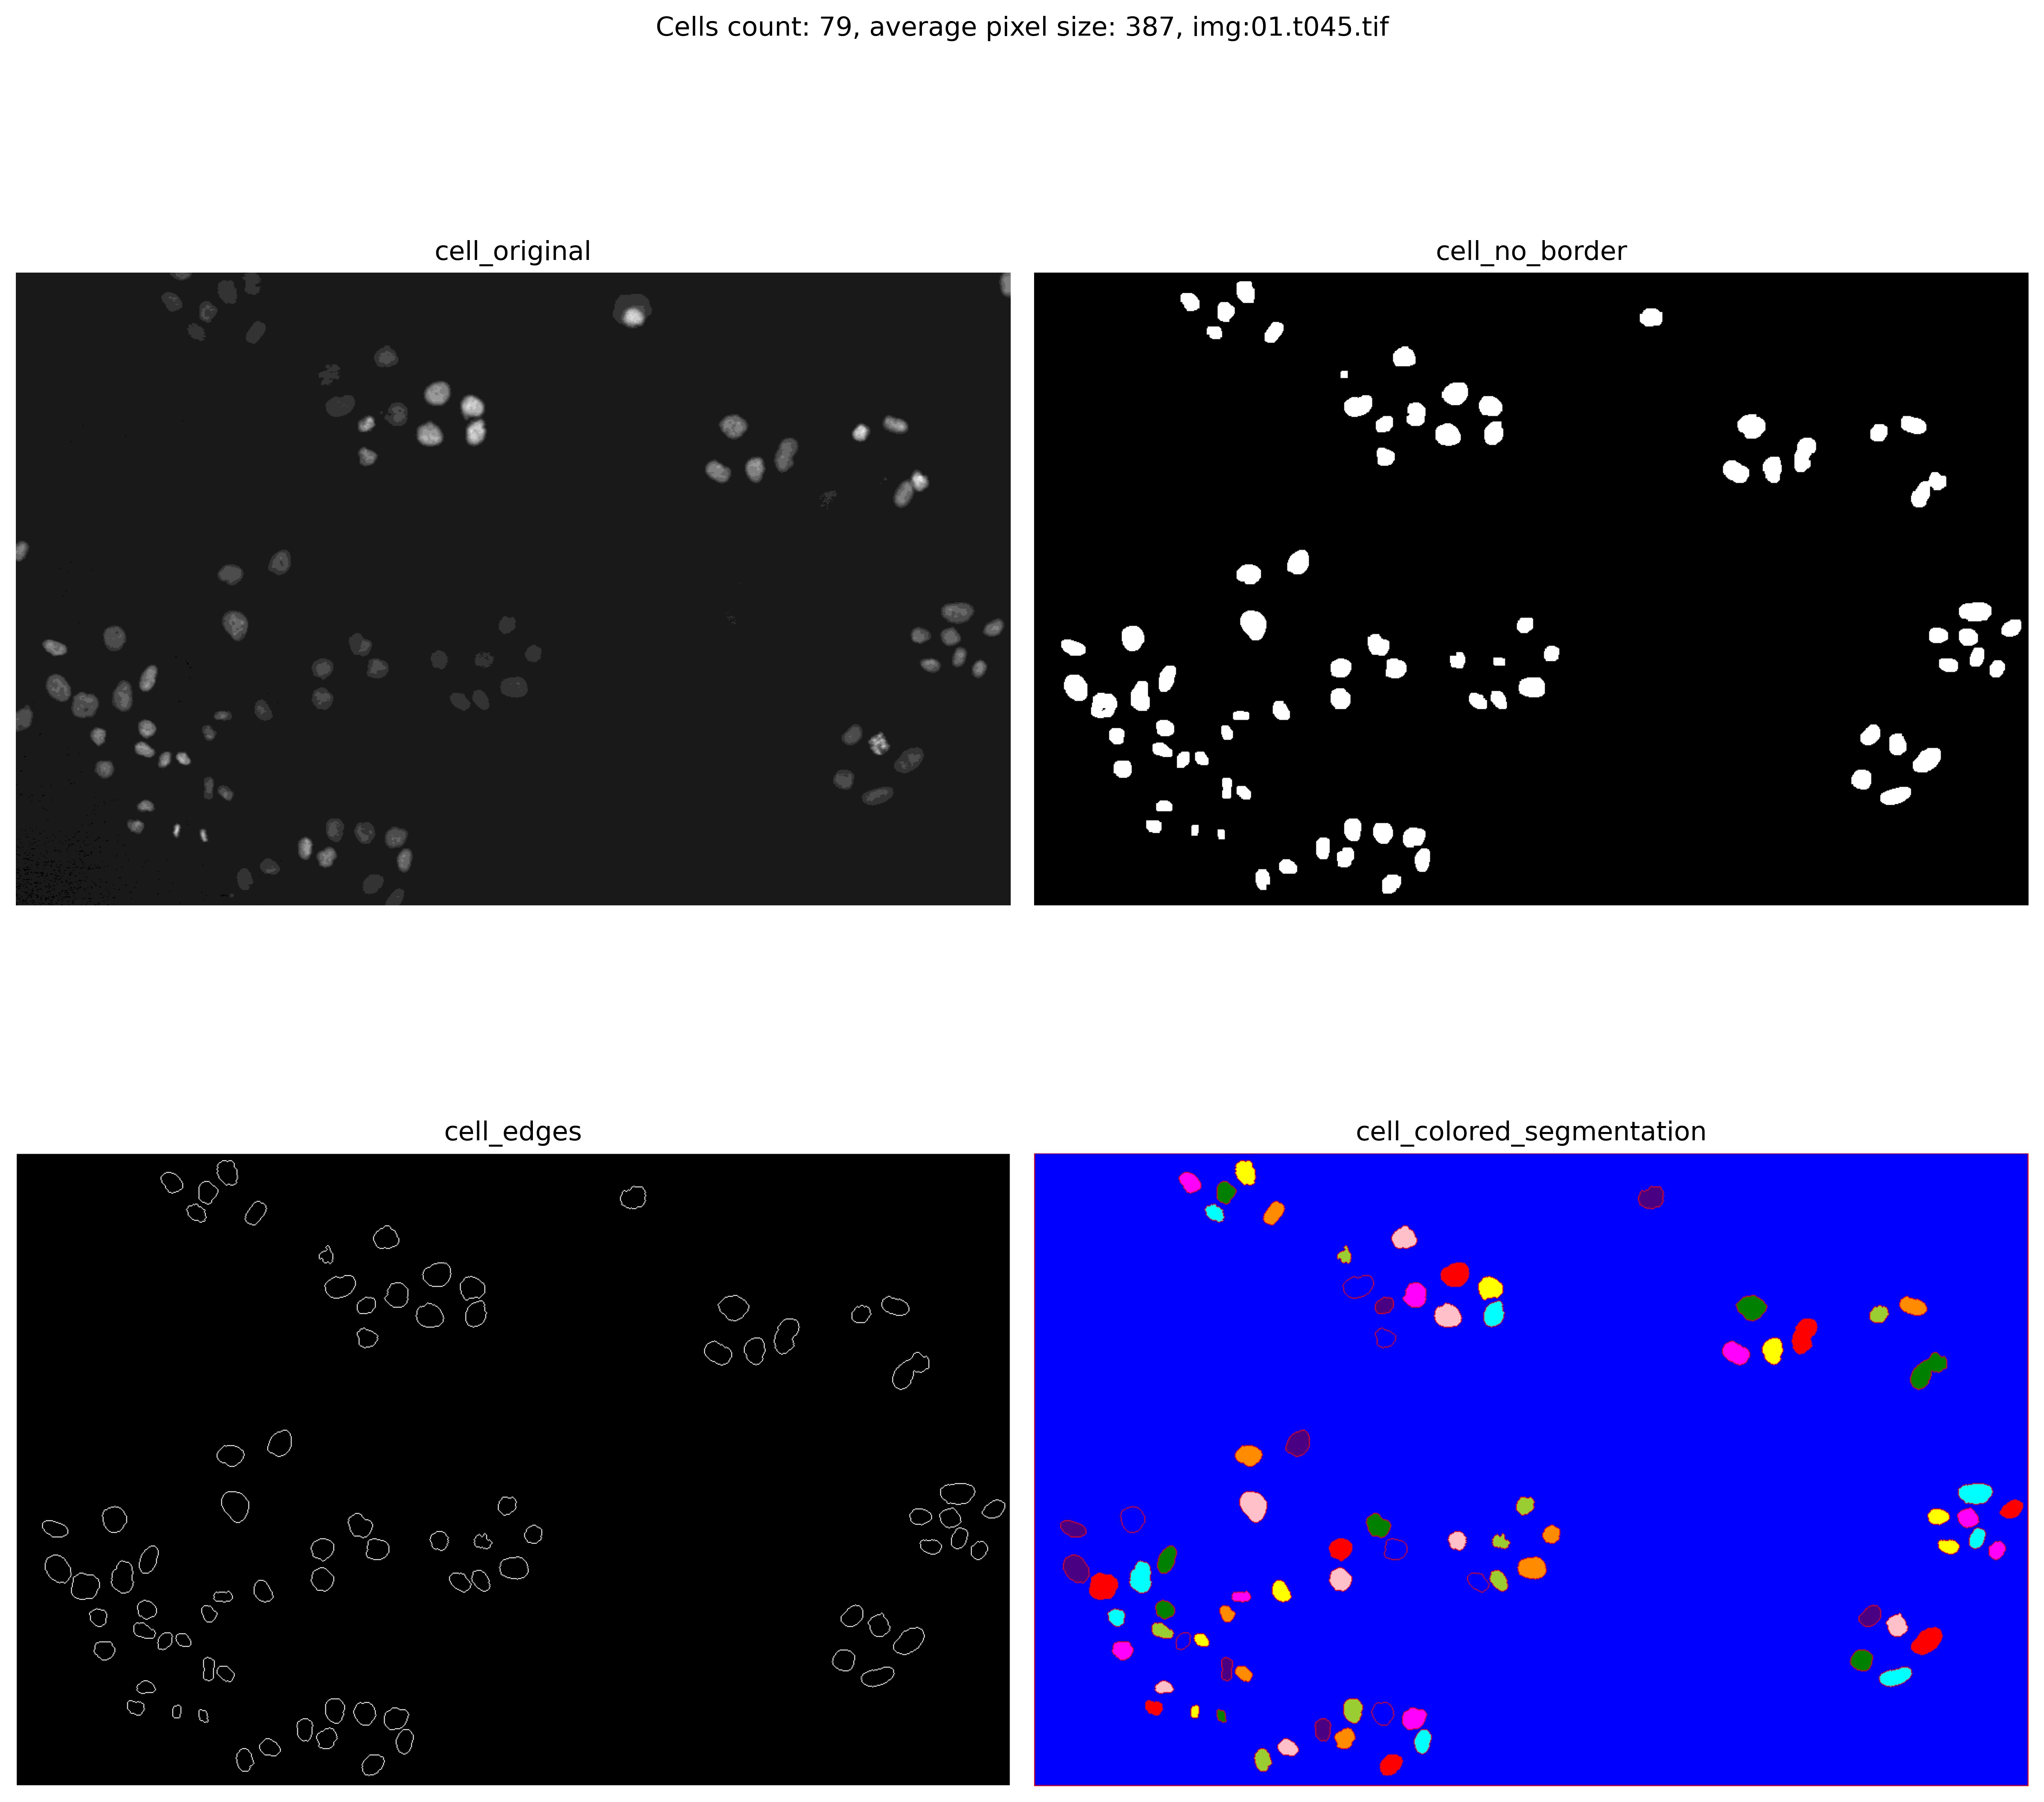 Cells count: 79, average pixel size: 387, img:01.t045.tif
cell_original
cell_no_border
cell_edges
cell_colored_segmentation